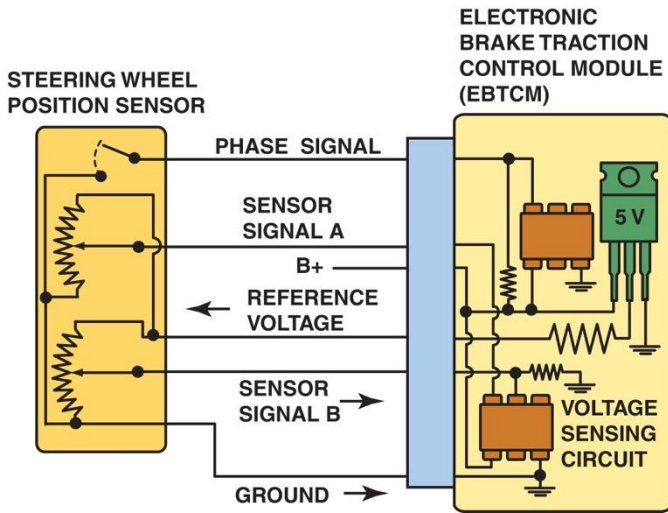 ELECTRONIC
BRAKE TRACTION
CONTROL MODULE
(EBTCM)
STEERING WHEEL
POSITION SENSOR
PHASE SIGNAL
SENSOR
SIGNAL A
5 V
B+
REFERENCE
VOLTAGE
SENSOR
SIGNAL B
VOLTAGE
SENSING
CIRCUIT
GROUND